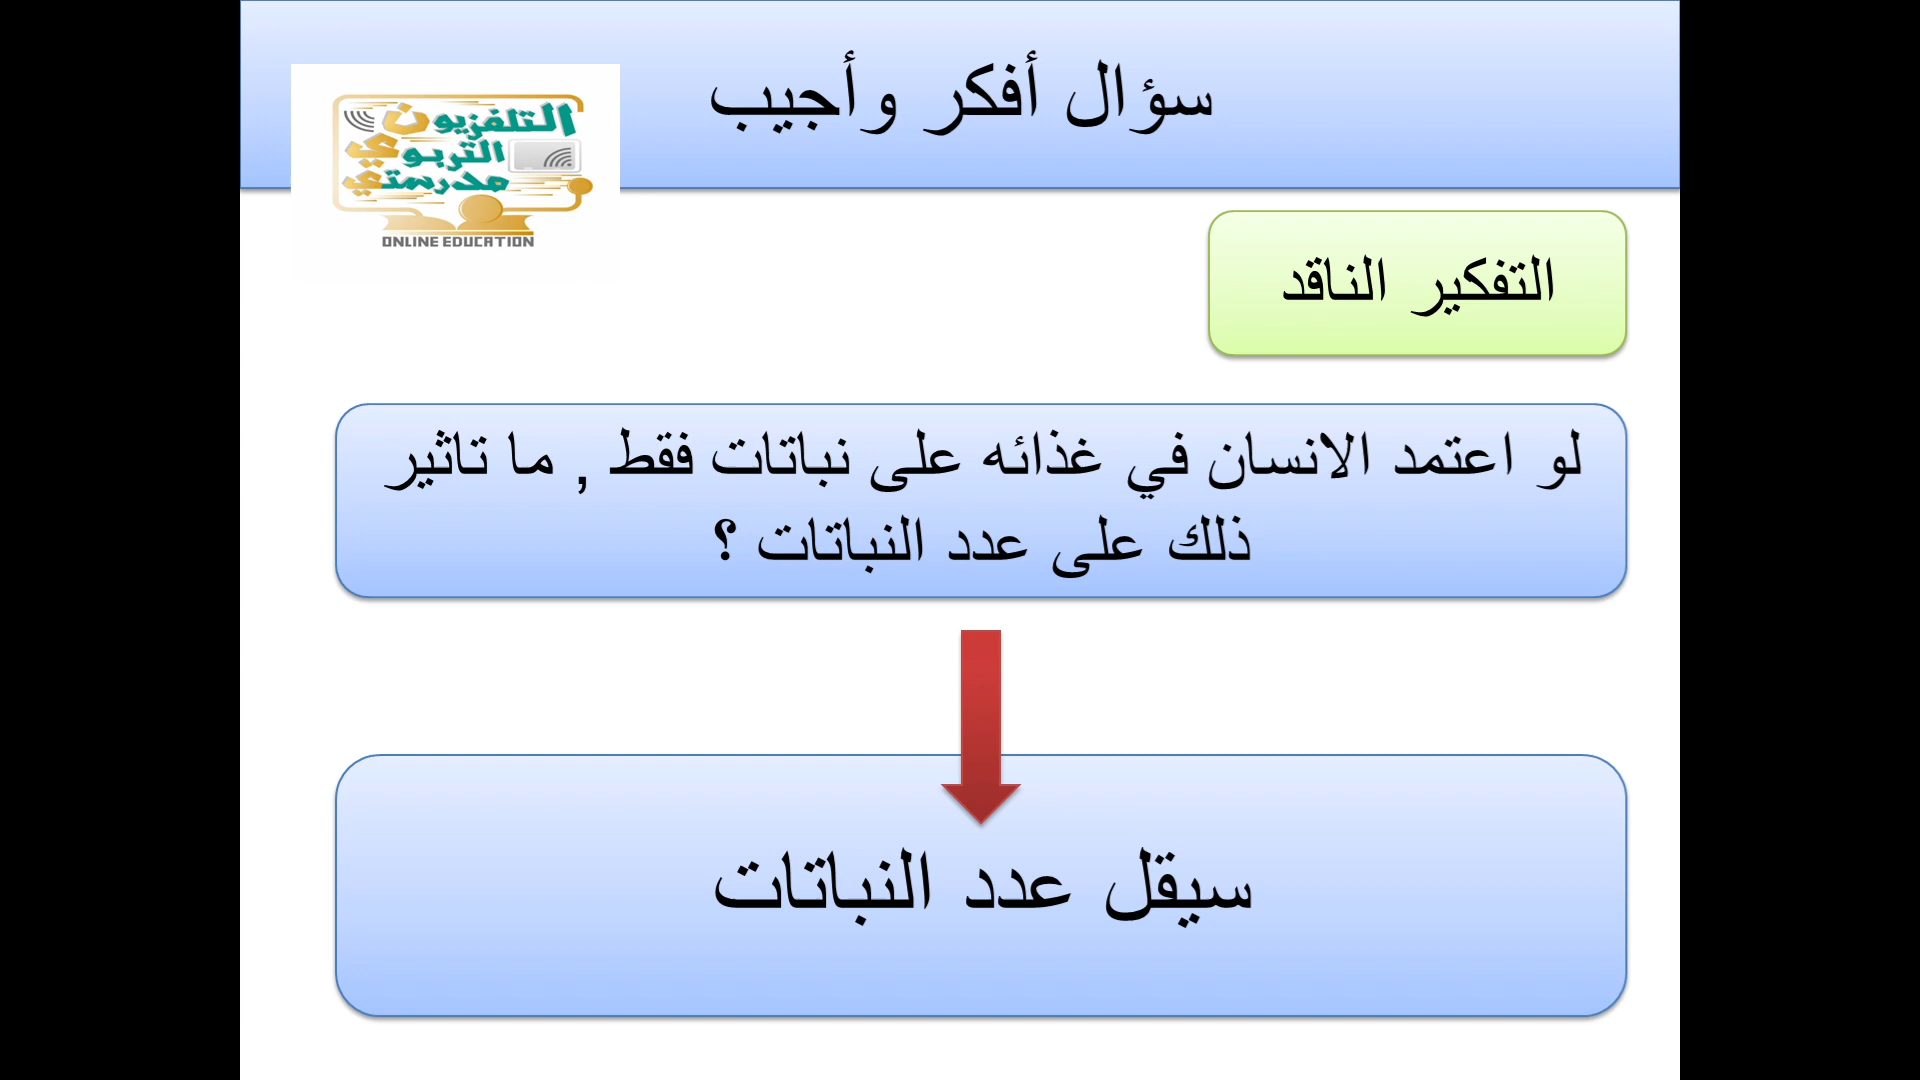 سؤال أفكر وأجيب
التلفزيون
التربوي
مدرستي
ONLINE EDUCATION
التفكير الناقد
لو اعتمد الانسان في غذائه على نباتات فقط , ما تاثير
ذلك على عدد النباتات ؟
سيقل عدد النباتات